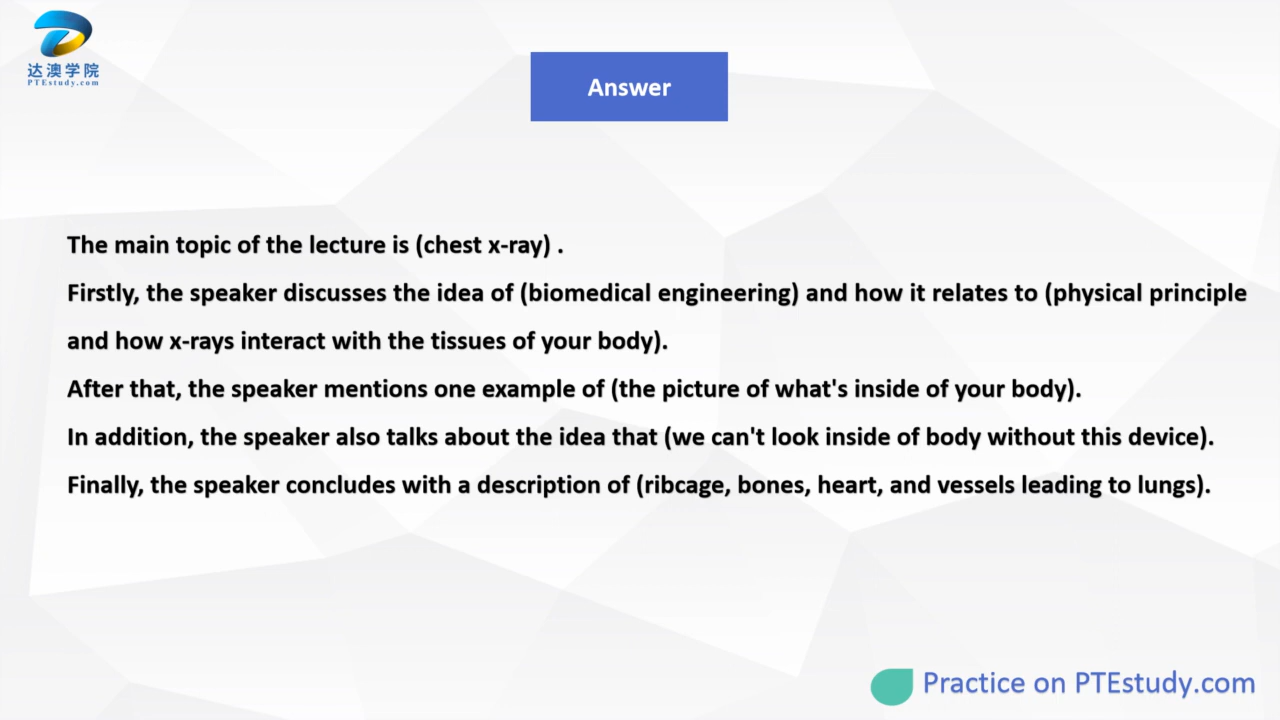 达澳学院
PTEstudy.com
Answer
The main topic of the lecture is (chest x-ray) .
Firstly, the speaker discusses the idea of (biomedical engineering) and how it relates to (physical principle
and how x-rays interact with the tissues of your body).
After that, the speaker mentions one example of (the picture of what's inside of your body).
In addition, the speaker also talks about the idea that (we can't look inside of body without this device).
Finally, the speaker concludes with a description of (ribcage, bones, heart, and vessels leading to lungs).
Practice on PTEstudy.com